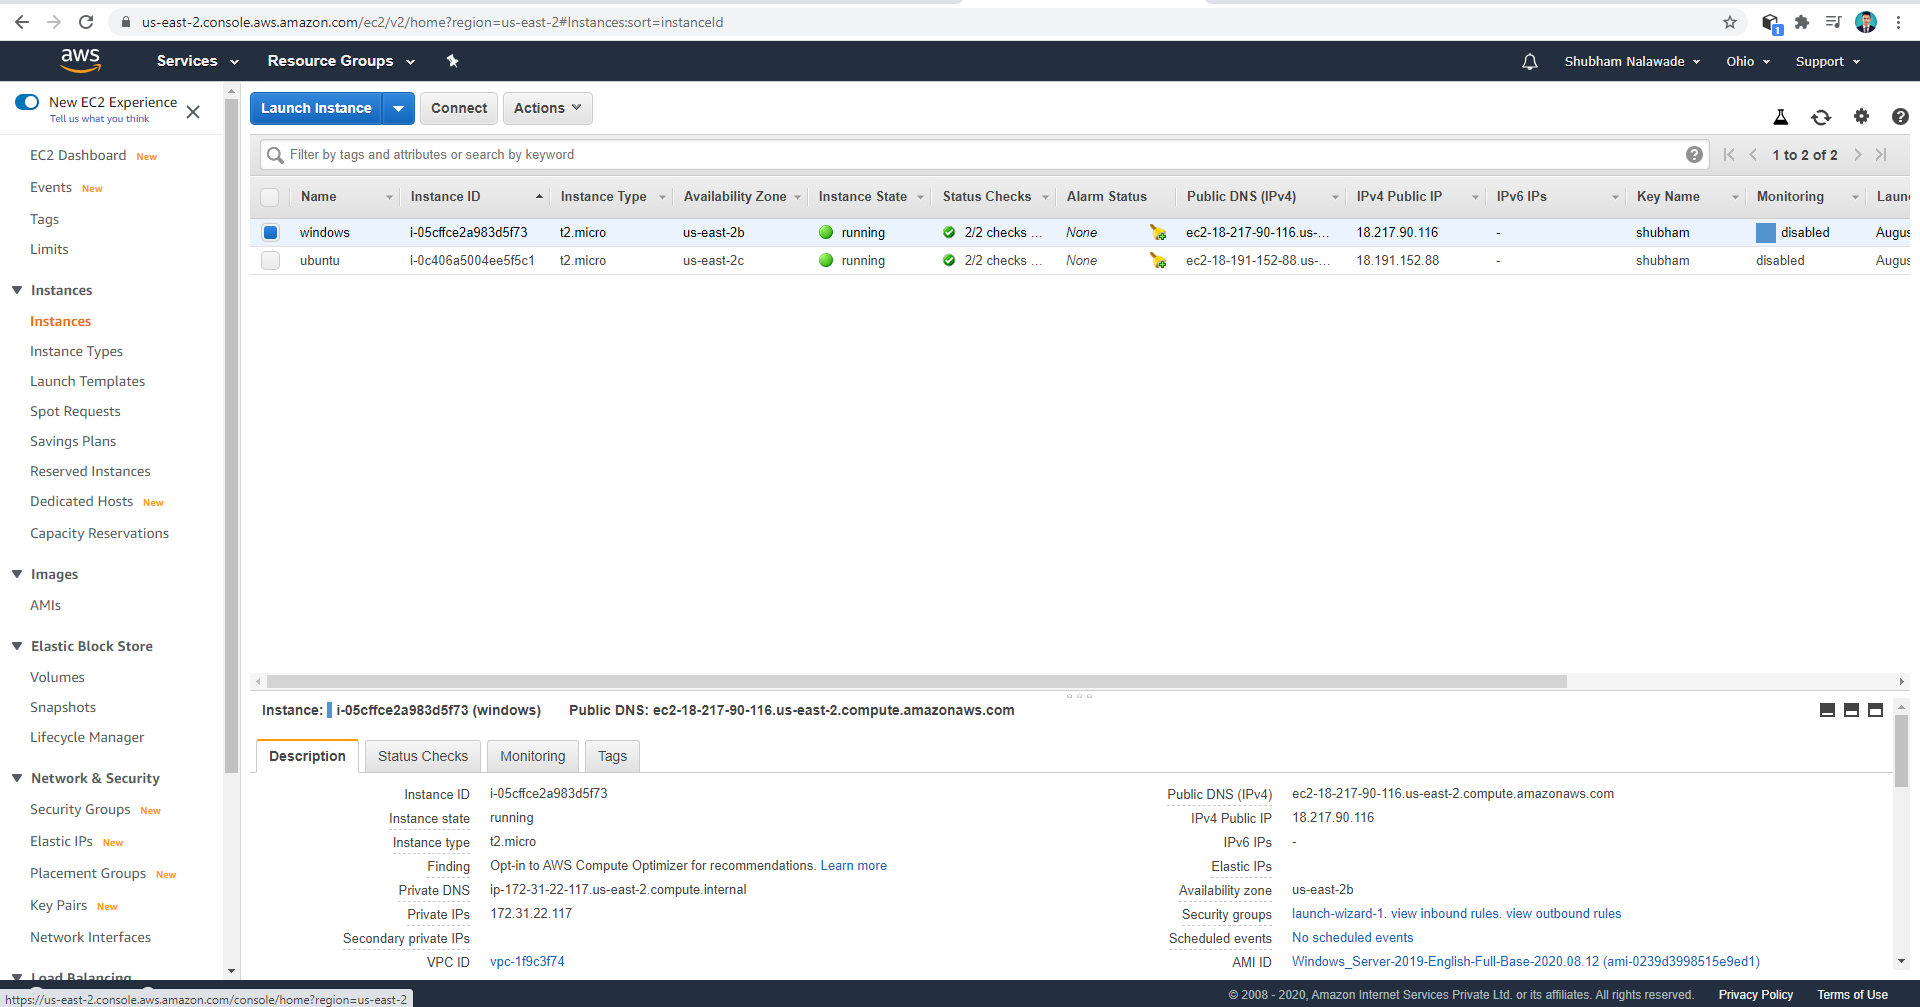 us-east-2.console.aws.amazon.com/ec2/v2/home?region=us-east-2#Instances:sort=instanceId
1
aws Services Resource Groups Shubham Nalawade Ohio Support
New EC2 Experience
Tell us what you think
EC2 Dashboard New
Events New
Tags
Limits
Instances
Instances
Instance Types
Launch Templates
Spot Requests
Savings Plans
Reserved Instances
Dedicated Hosts New
Capacity Reservations
Images
AMIs
Elastic Block Store
Volumes
Snapshots
Lifecycle Manager
Network & Security
Security Groups New
Elastic IPs New
Placement Groups New
Key Pairs New
Network Interfaces
Load Balancing
Launch Instance Connect Actions
Filter by tags and attributes or search by keyword 1 to 2 of 2
Name Instance ID Instance Type Availability Zone Instance State Status Checks Alarm Status Public DNS (IPv4) IPv4 Public IP IPv6 IPs Key Name Monitoring Laun
windows i-05cffce2a983d5f73 t2.micro us-east-2b running 2/2 checks ... None ec2-18-217-90-116.us-... 18.217.90.116 - shubham disabled Augus
ubuntu i-0c406a5004ee5f5c1 t2.micro us-east-2c running 2/2 checks ... None ec2-18-191-152-88.us-... 18.191.152.88 - shubham disabled Augus
Instance: i-05cffce2a983d5f73 (windows) Public DNS: ec2-18-217-90-116.us-east-2.compute.amazonaws.com
Description Status Checks Monitoring Tags
Instance ID i-05cffce2a983d5f73
Instance state running
Instance type t2.micro
Finding Opt-in to AWS Compute Optimizer for recommendations. Learn more
Private DNS ip-172-31-22-117.us-east-2.compute.internal
Private IPs 172.31.22.117
Secondary private IPs
VPC ID vpc-1f9c3f74
Public DNS (IPv4) ec2-18-217-90-116.us-east-2.compute.amazonaws.com
IPv4 Public IP 18.217.90.116
IPv6 IPs -
Elastic IPs
Availability zone us-east-2b
Security groups launch-wizard-1. view inbound rules. view outbound rules
Scheduled events No scheduled events
AMI ID Windows_Server-2019-English-Full-Base-2020.08.12 (ami-0239d3998515e9ed1)
https://us-east-2.console.aws.amazon.com/console/home?region=us-east-2
© 2008 - 2020, Amazon Internet Services Private Ltd. or its affiliates. All rights reserved. Privacy Policy Terms of Use